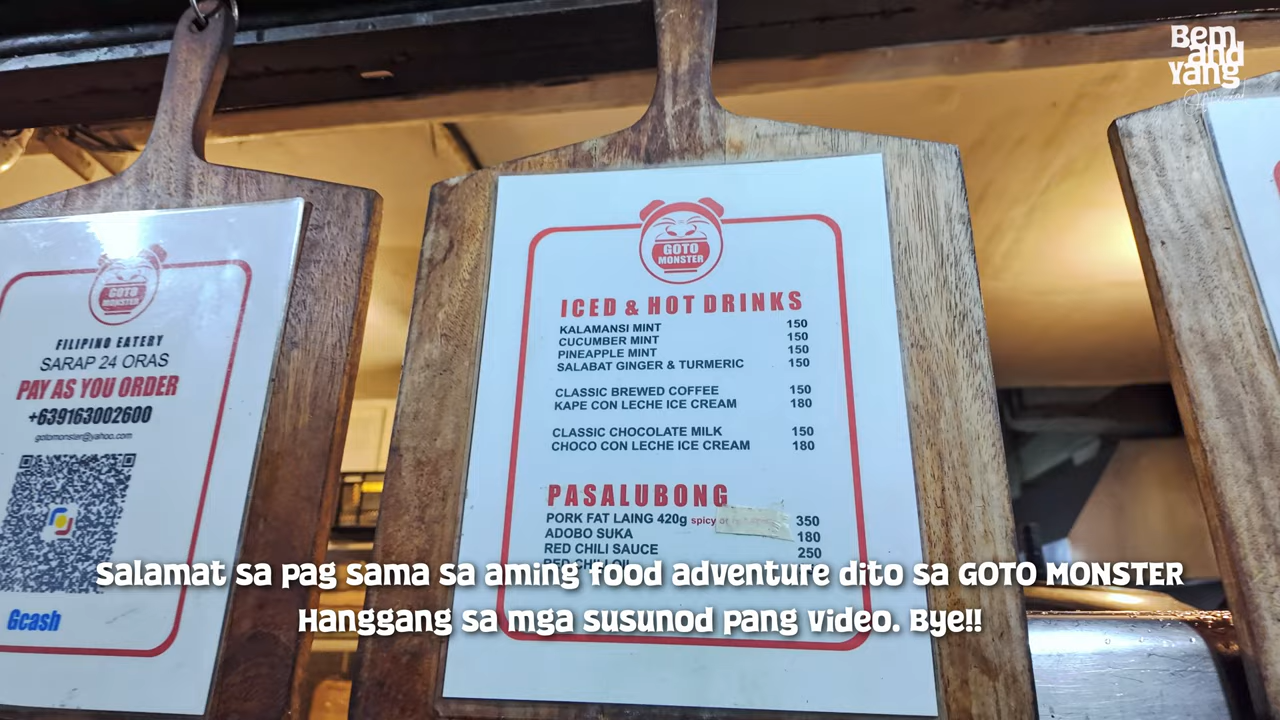 Bem
and
Yang
GOTO
MONSTER
FILIPINO EATERY
SARAP 24 ORAS
PAY AS YOU ORDER
+639163002600
gotomonster@yahoo.com
Gcash
GOTO
MONSTER
ICED & HOT DRINKS
KALAMANSI MINT 150
CUCUMBER MINT 150
PINEAPPLE MINT 150
SALABAT GINGER & TURMERIC 150
CLASSIC BREWED COFFEE 150
KAPE CON LECHE ICE CREAM 180
CLASSIC CHOCOLATE MILK 150
CHOCO CON LECHE ICE CREAM 180
PASALUBONG
PORK FAT LAING 420g spicy 350
ADOBO SUKA 180
RED CHILI SAUCE 250
Salamat sa pag sama sa aming food adventure dito sa GOTO MONSTER
Hanggang sa mga susunod pang video. Bye!!